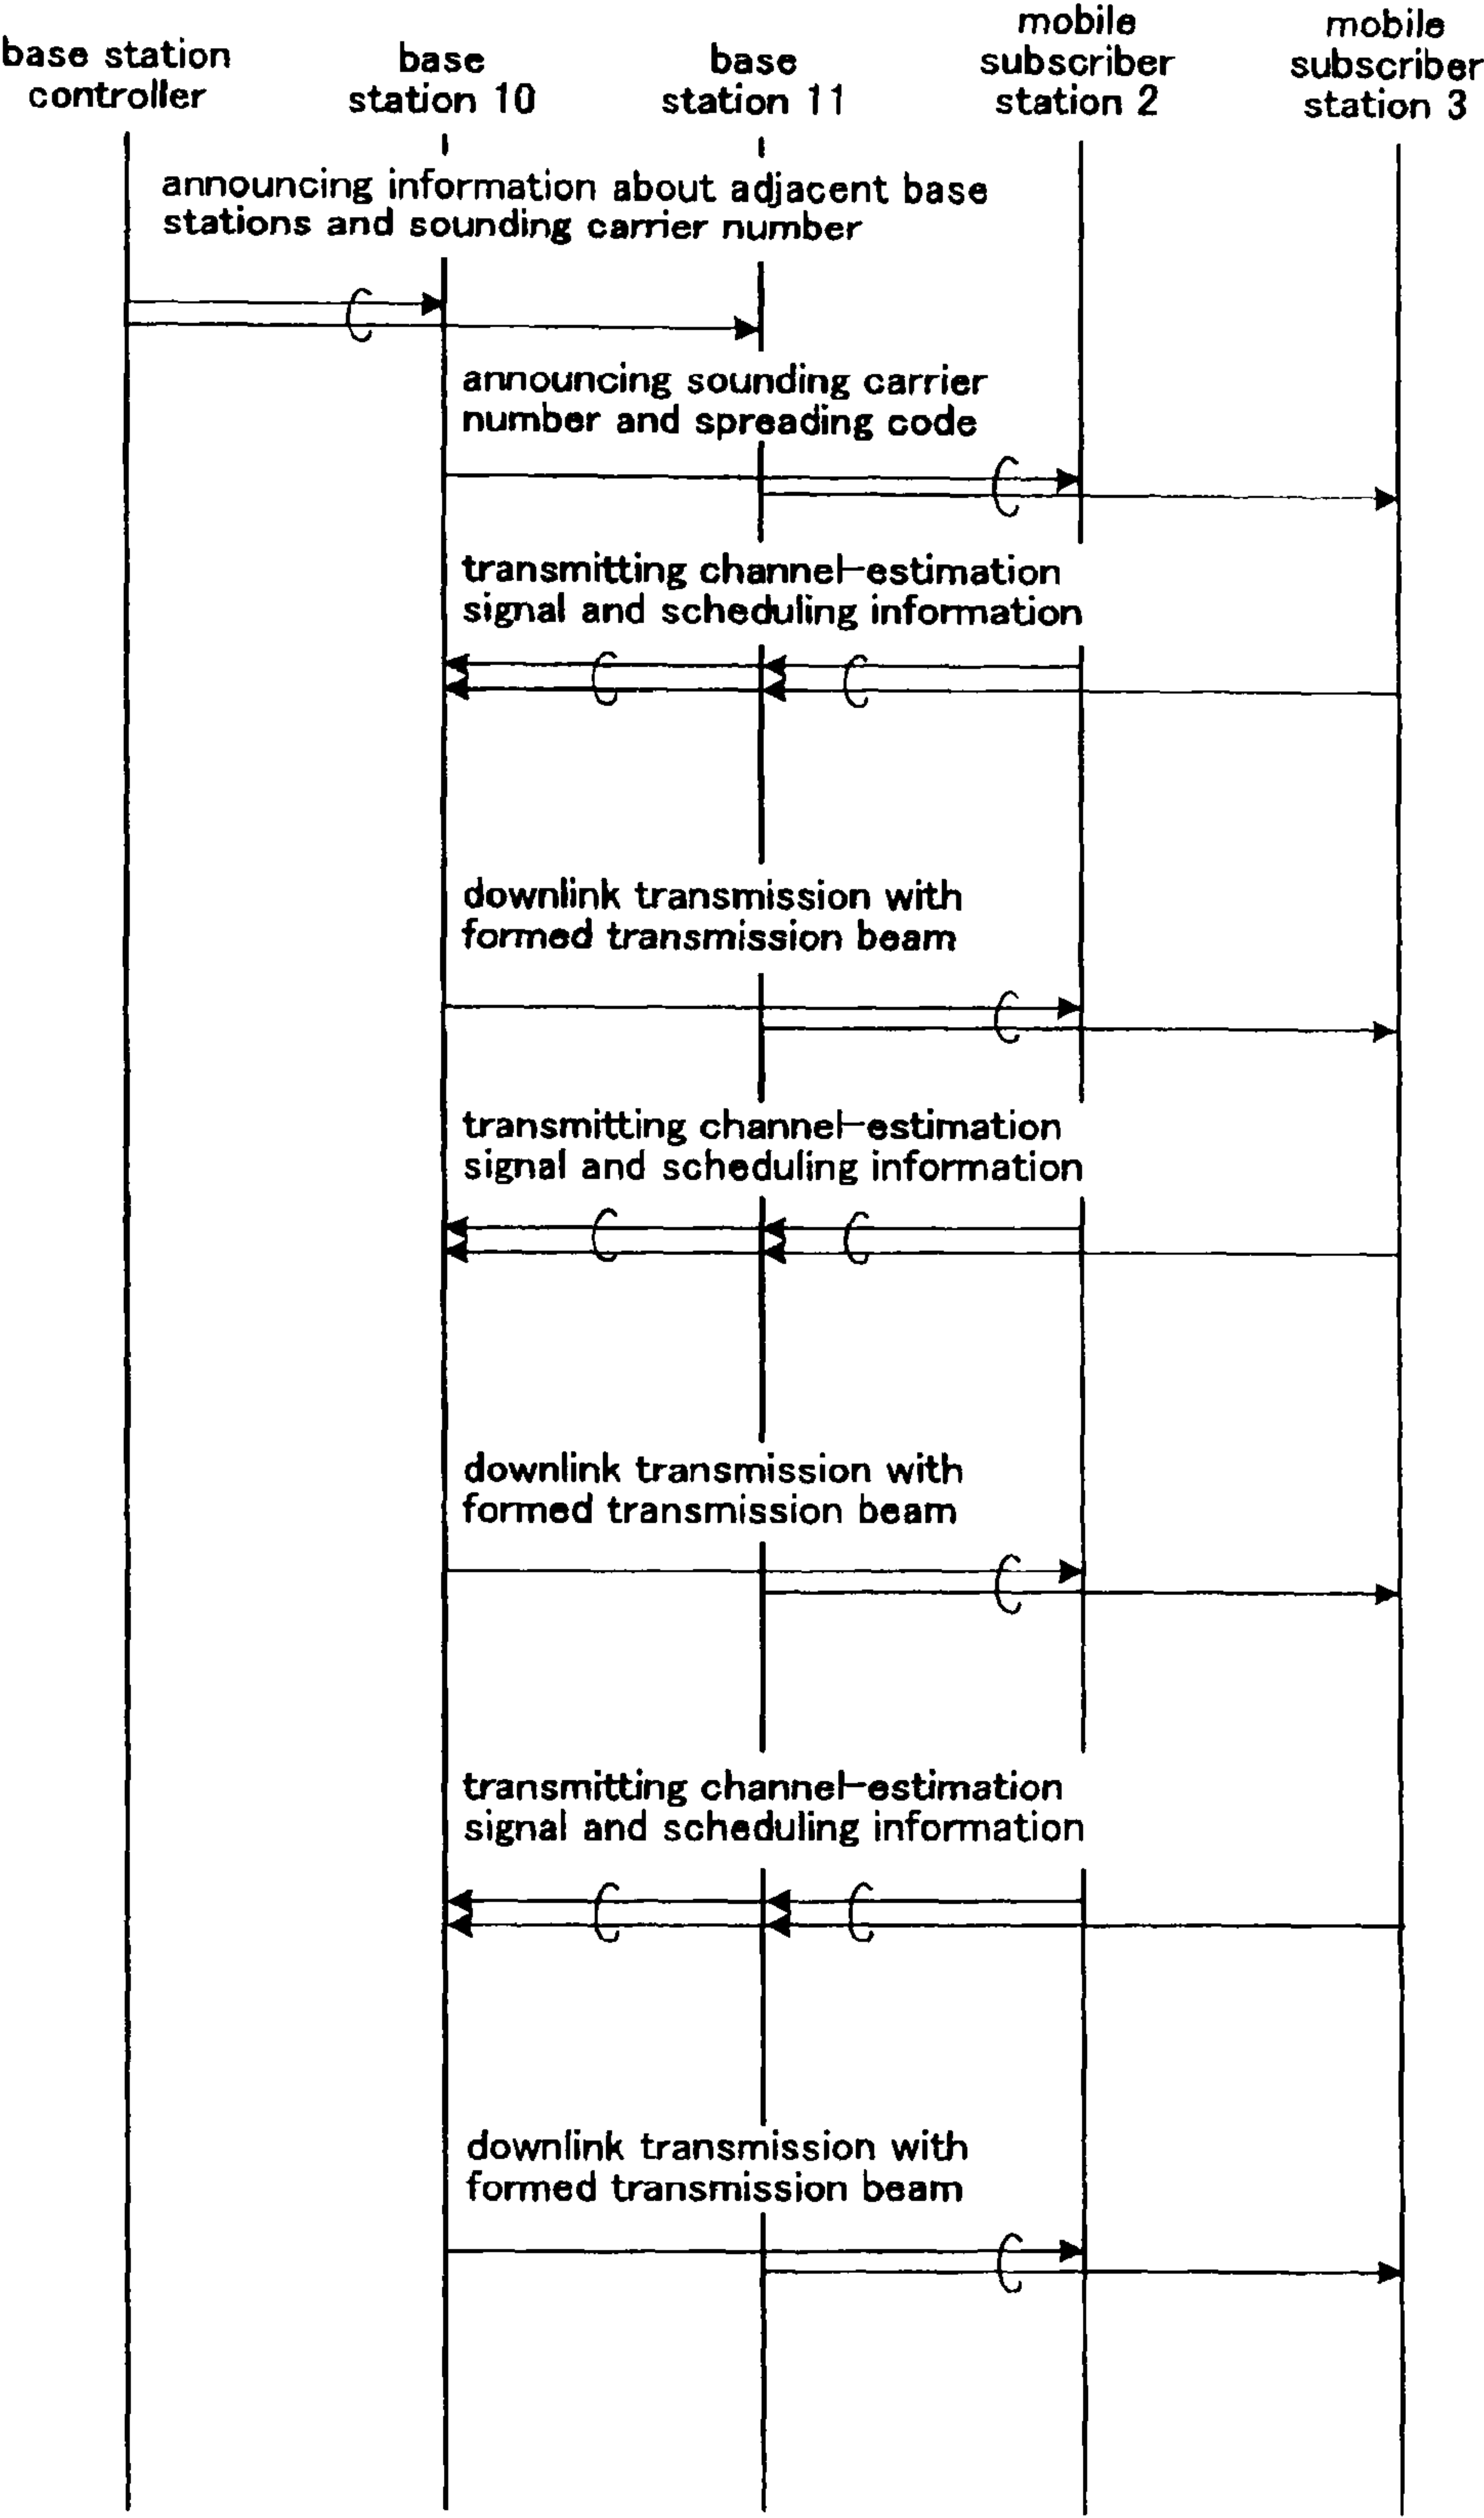 base station
controller
base
station 10
base
station 11
mobile
subscriber
station 2
mobile
subscriber
station 3
announcing information about adjacent base
stations and sounding carrier number
announcing sounding carrier
number and spreading code
transmitting channel-estimation
signal and scheduling information
downlink transmission with
formed transmission beam
transmitting channel-estimation
signal and scheduling information
downlink transmission with
formed transmission beam
transmitting channel-estimation
signal and scheduling information
downlink transmission with
formed transmission beam